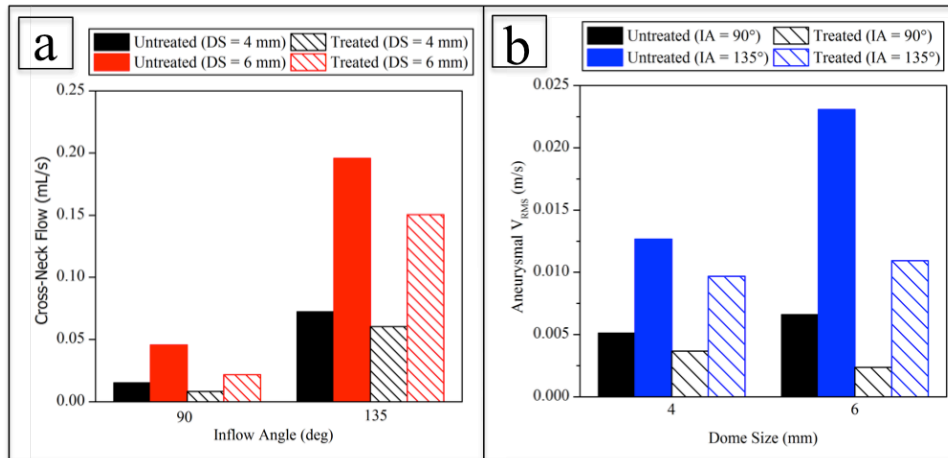 a
Untreated (DS = 4 mm) Treated (DS = 4 mm)
Untreated (DS = 6 mm) Treated (DS = 6 mm)
0.25
0.20
0.15
0.10
0.05
0.00
Cross-Neck Flow (mL/s)
90 135
Inflow Angle (deg)
b
Untreated (IA = 90°) Treated (IA = 90°)
Untreated (IA = 135°) Treated (IA = 135°)
0.025
0.020
0.015
0.010
0.005
0.000
Aneurysmal V_RMS (m/s)
4 6
Dome Size (mm)